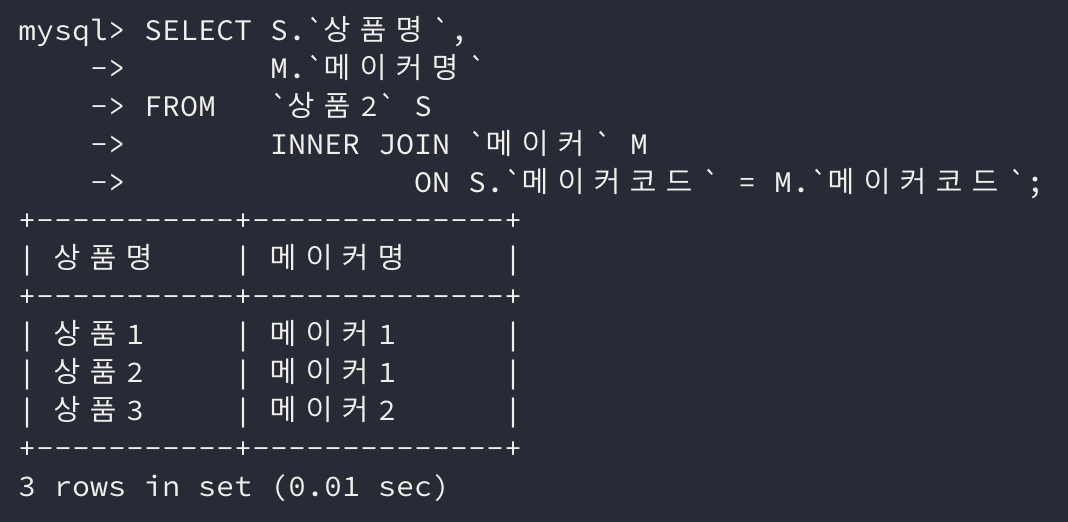 mysql> SELECT S.`상품명`,
    -> M.`메이커명`
    -> FROM   `상품2` S
    ->        INNER JOIN `메이커` M
    ->                ON S.`메이커코드` = M.`메이커코드`;
+-----------+--------------+
| 상품명     | 메이커명      |
+-----------+--------------+
| 상품1     | 메이커1      |
| 상품2     | 메이커1      |
| 상품3     | 메이커2      |
+-----------+--------------+
3 rows in set (0.01 sec)